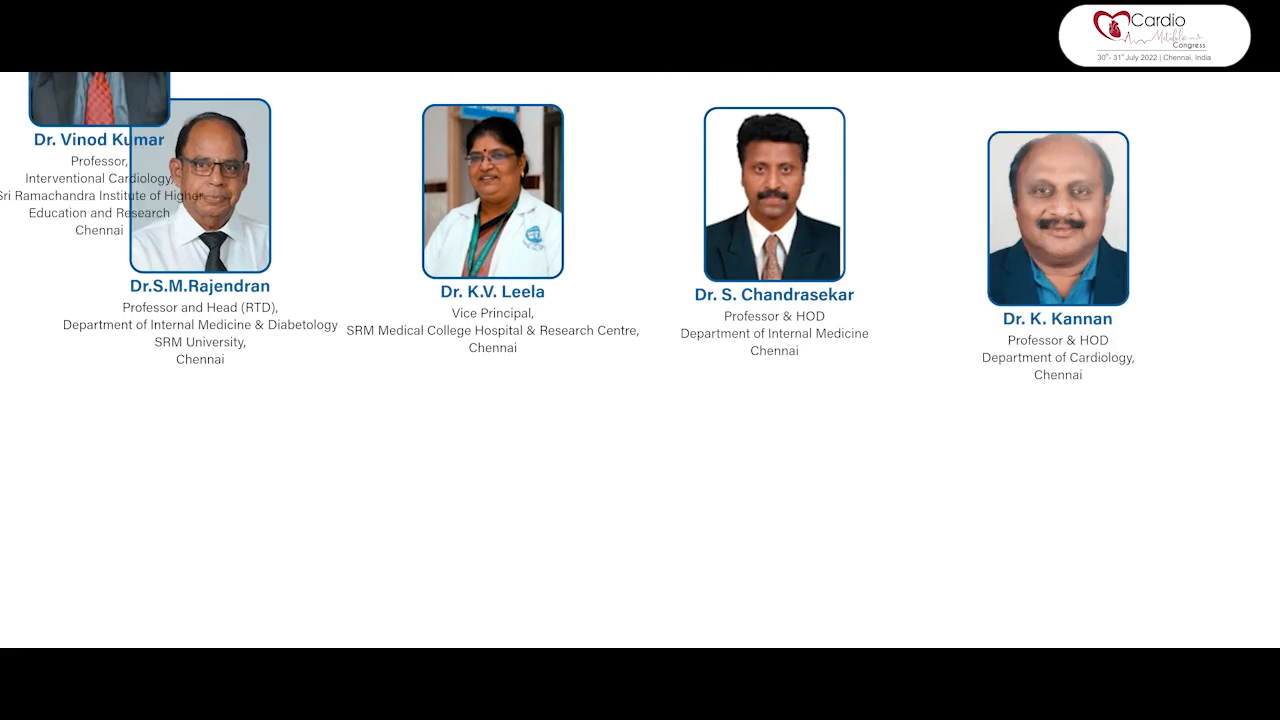 Cardio
Metabolic
Congress
30th - 31st July 2022 | Chennai, India
Dr. Vinod Kumar
Professor,
Interventional Cardiology,
Sri Ramachandra Institute of Higher
Education and Research
Chennai
Dr.S.M.Rajendran
Professor and Head (RTD),
Department of Internal Medicine & Diabetology
SRM University,
Chennai
Dr. K.V. Leela
Vice Principal,
SRM Medical College Hospital & Research Centre,
Chennai
Dr. S. Chandrasekar
Professor & HOD
Department of Internal Medicine
Chennai
Dr. K. Kannan
Professor & HOD
Department of Cardiology,
Chennai